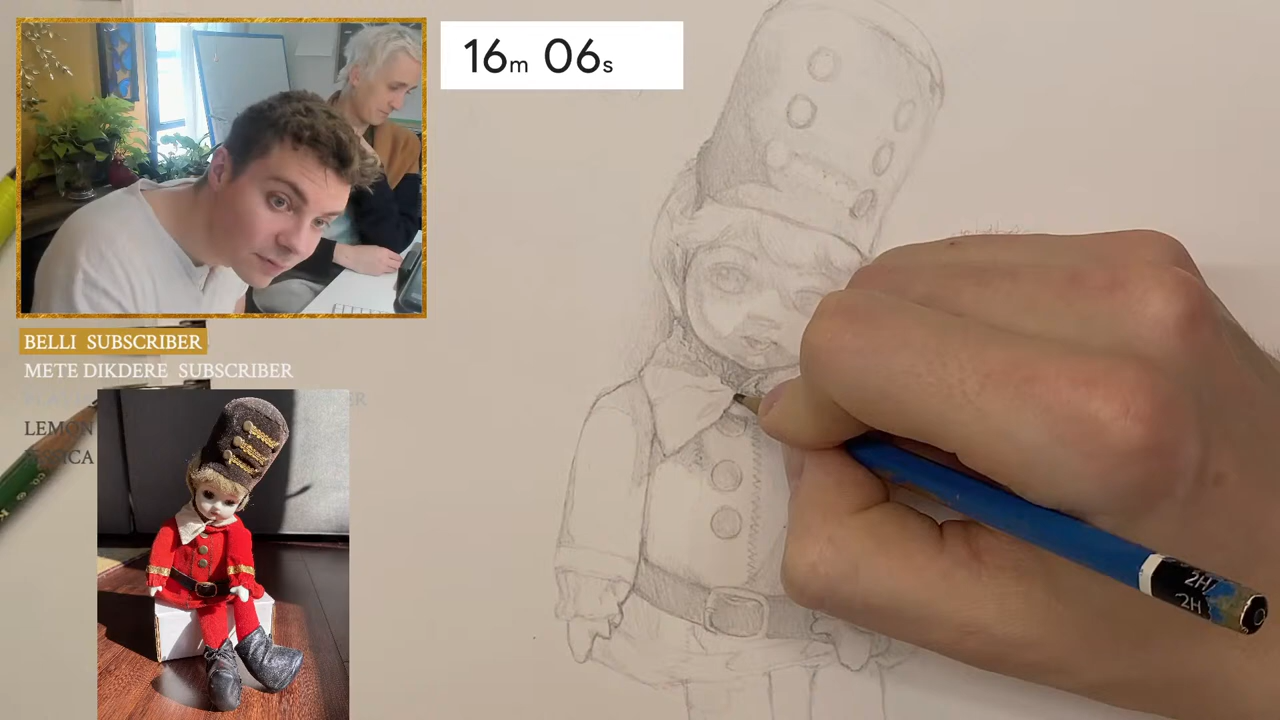 16m 06s
BELLI SUBSCRIBER
METE DIKDERE SUBSCRIBER
LEMON
2H
2H